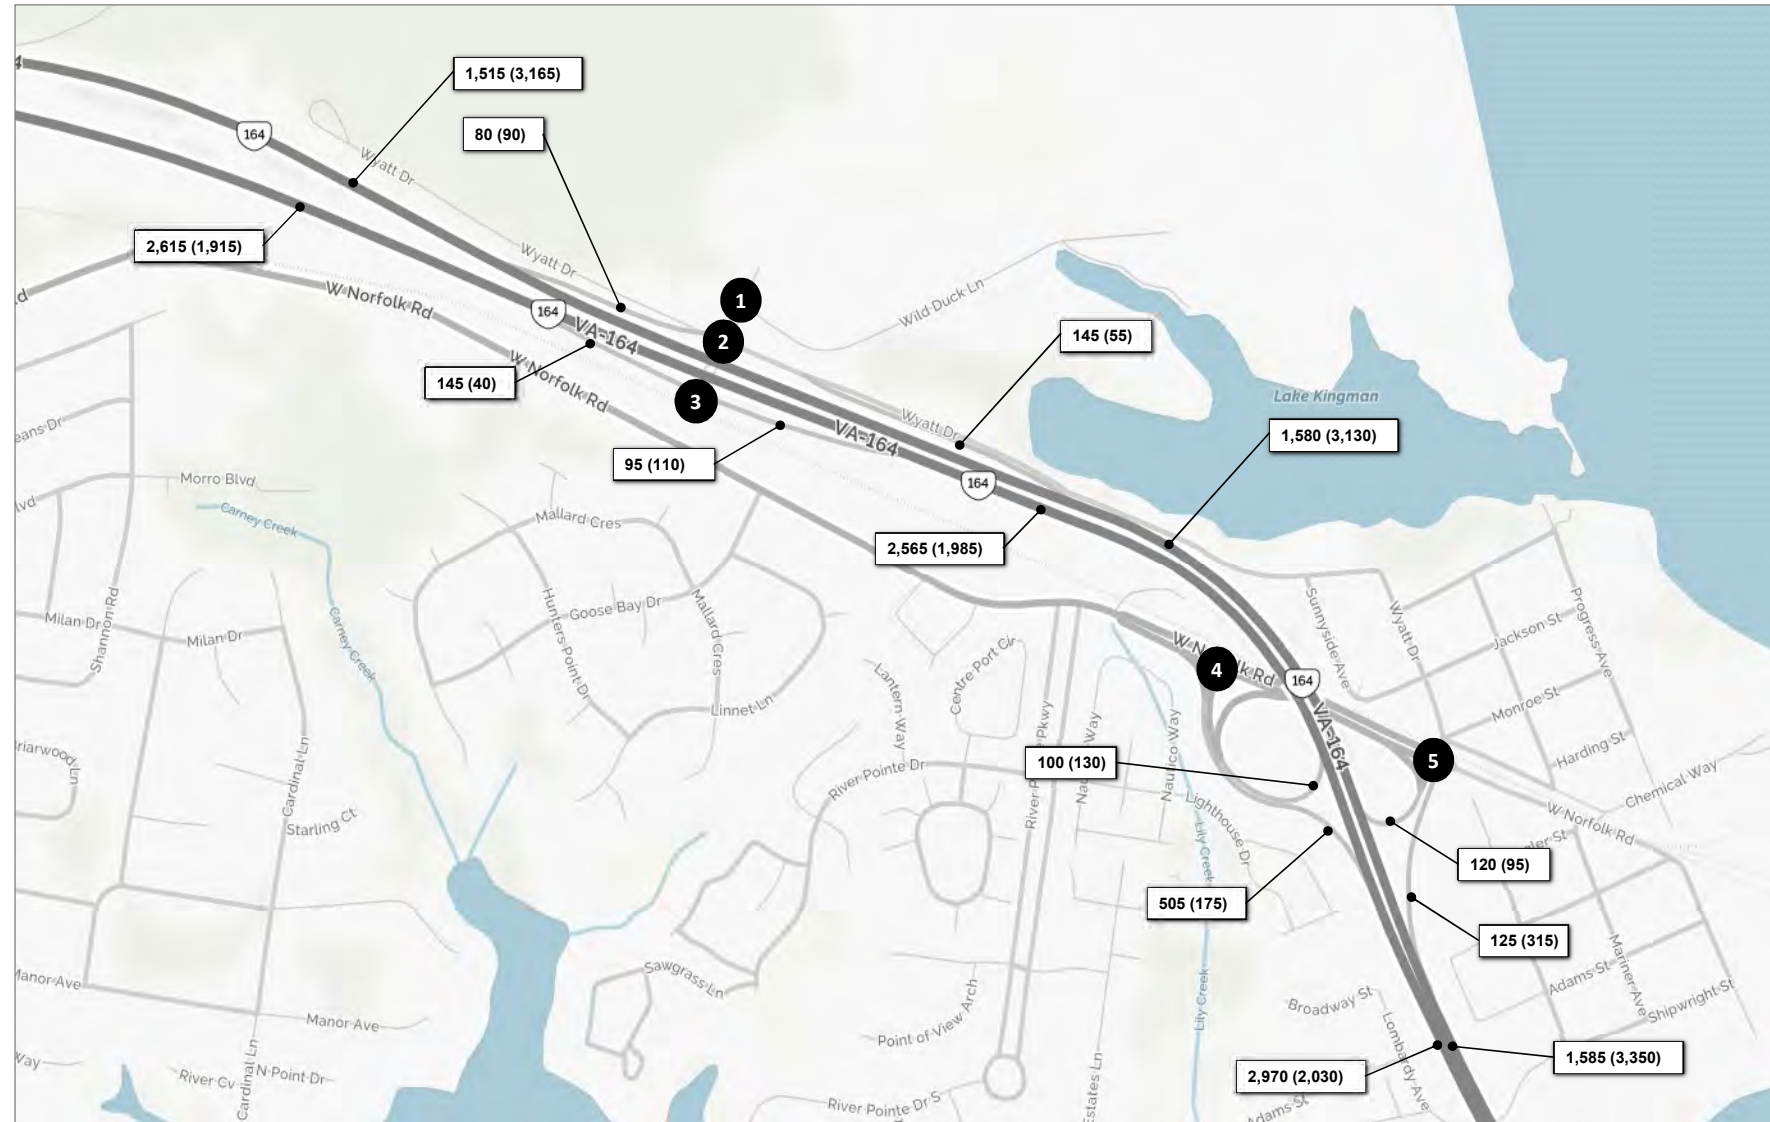 1,515 (3,165)
4
164
80 (90)
Wyatt Dr
2,615 (1,915)
Wyatt Dr
1
Wild Duck Ln
W Norfolk Rd
164
VA-164
2
145 (55)
145 (40)
W Norfolk Rd
3
Lake Kingman
Wyatt Dr
VA-164
1,580 (3,130)
95 (110)
164
Morro Blvd
lvd
Carney Creek
Mallard Cres
2,565 (1,985)
Shannon Rd
Milan Dr
Milan Dr
Carney Creek
Hunters Point Dr
Goose Bay Dr
Mallard Cres
Linnet Ln
Centre Port Cir
Lantern Way
River Pointe Dr
Nautico Way
4
164
VA-164
Sunnyside Ave
Wyatt Dr
Jackson St
Progress Ave
Monroe St
Harding St
5
Chemical Way
W Norfolk Rd
100 (130)
Lighthouse Dr
Lily Creek
120 (95)
505 (175)
125 (315)
Cardinal Ln
Starling Ct
Adams St
Mariner Ave
Shipwright St
Sawgrass Ln
Point of View Arch
Lily Creek
Broadway St
Lombardy Ave
Manor Ave
Manor Ave
2,970 (2,030)
1,585 (3,350)
Way
River Cv
N Point Dr
Cardinal Ln
River Pointe Dr S
Estates Ln
Adams St